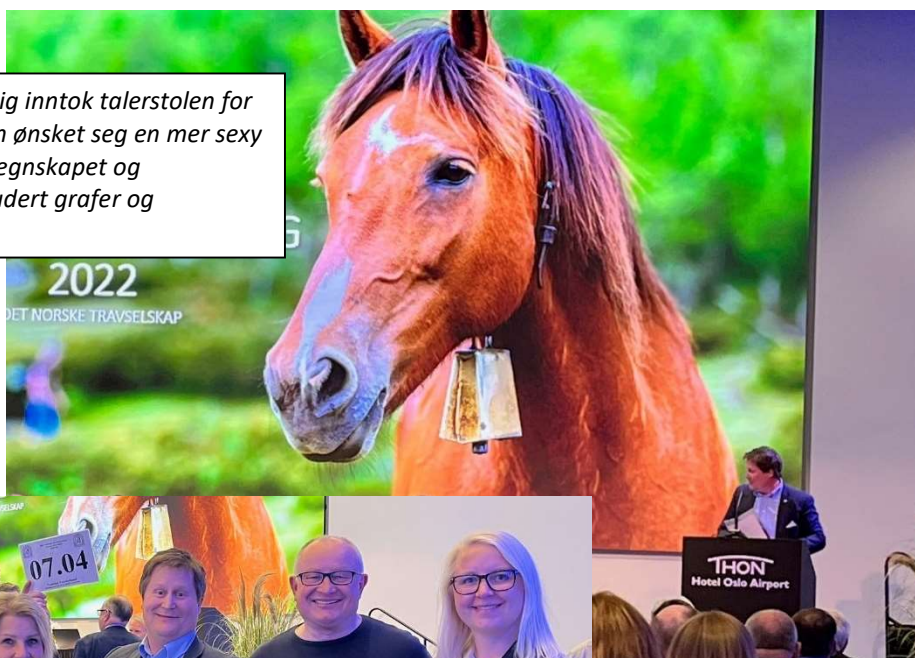 ig inntok talerstolen for
ønsket seg en mer sexy
egnskapet og
dert grafer og
G
2022
DET NORSKE TRAVSELSKAP
07.04
THON
Hotel Oslo Airport